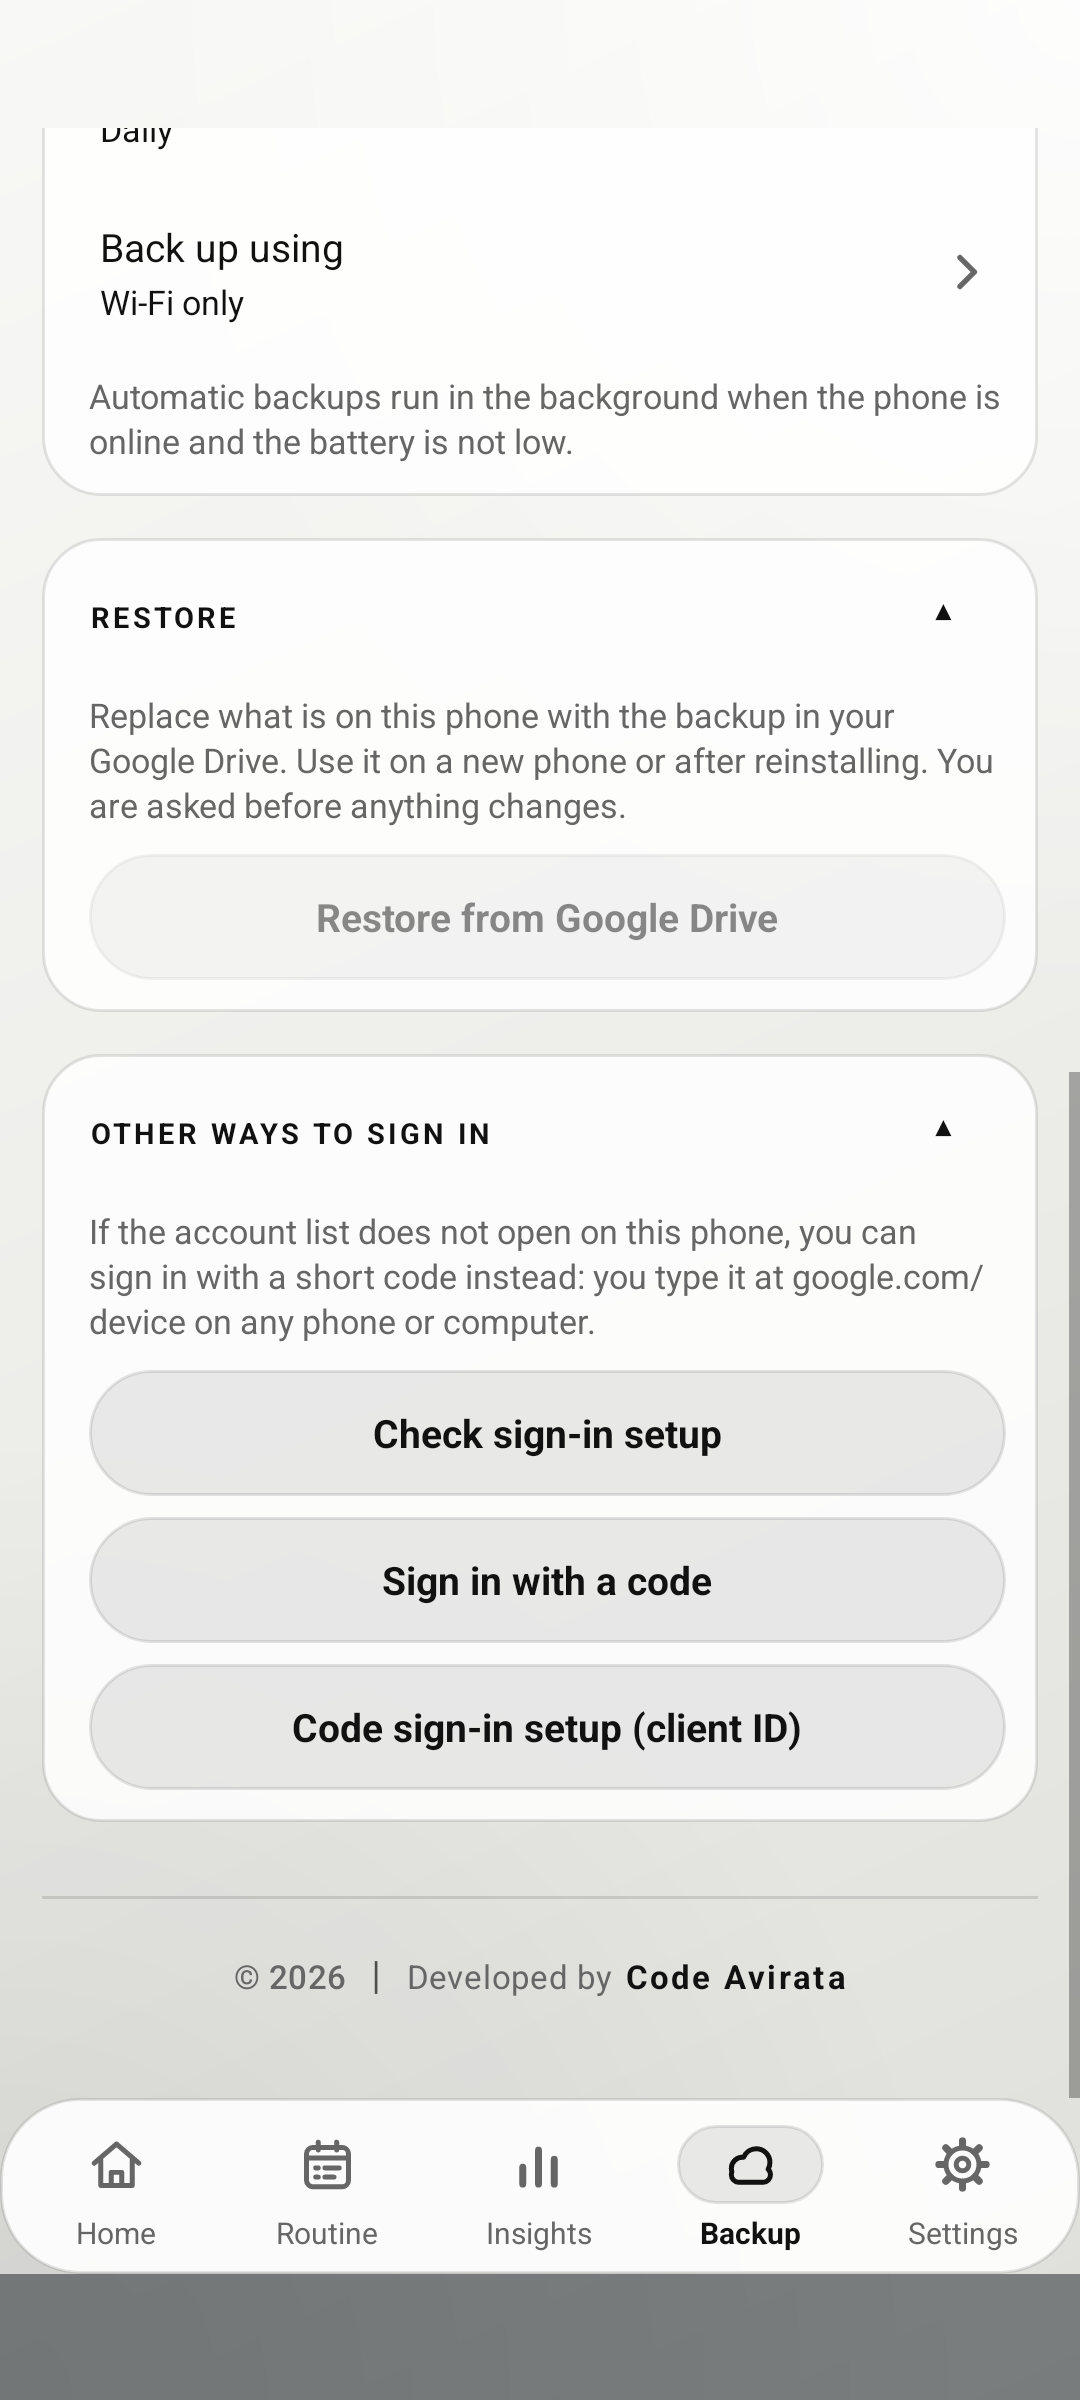 Daily
Back up using
Wi-Fi only
Automatic backups run in the background when the phone is
online and the battery is not low.
RESTORE ▲
Replace what is on this phone with the backup in your
Google Drive. Use it on a new phone or after reinstalling. You
are asked before anything changes.
Restore from Google Drive
OTHER WAYS TO SIGN IN ▲
If the account list does not open on this phone, you can
sign in with a short code instead: you type it at google.com/
device on any phone or computer.
Check sign-in setup
Sign in with a code
Code sign-in setup (client ID)
© 2026 | Developed by Code Avirata
Home Routine Insights Backup Settings